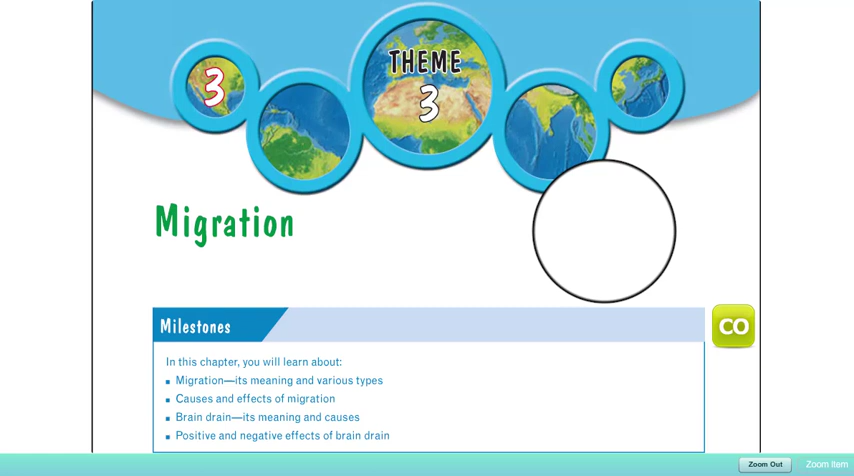 3
THEME
3
Migration
Milestones
CO
In this chapter, you will learn about:
▪ Migration—its meaning and various types
▪ Causes and effects of migration
▪ Brain drain—its meaning and causes
▪ Positive and negative effects of brain drain
Zoom Out
Zoom Item